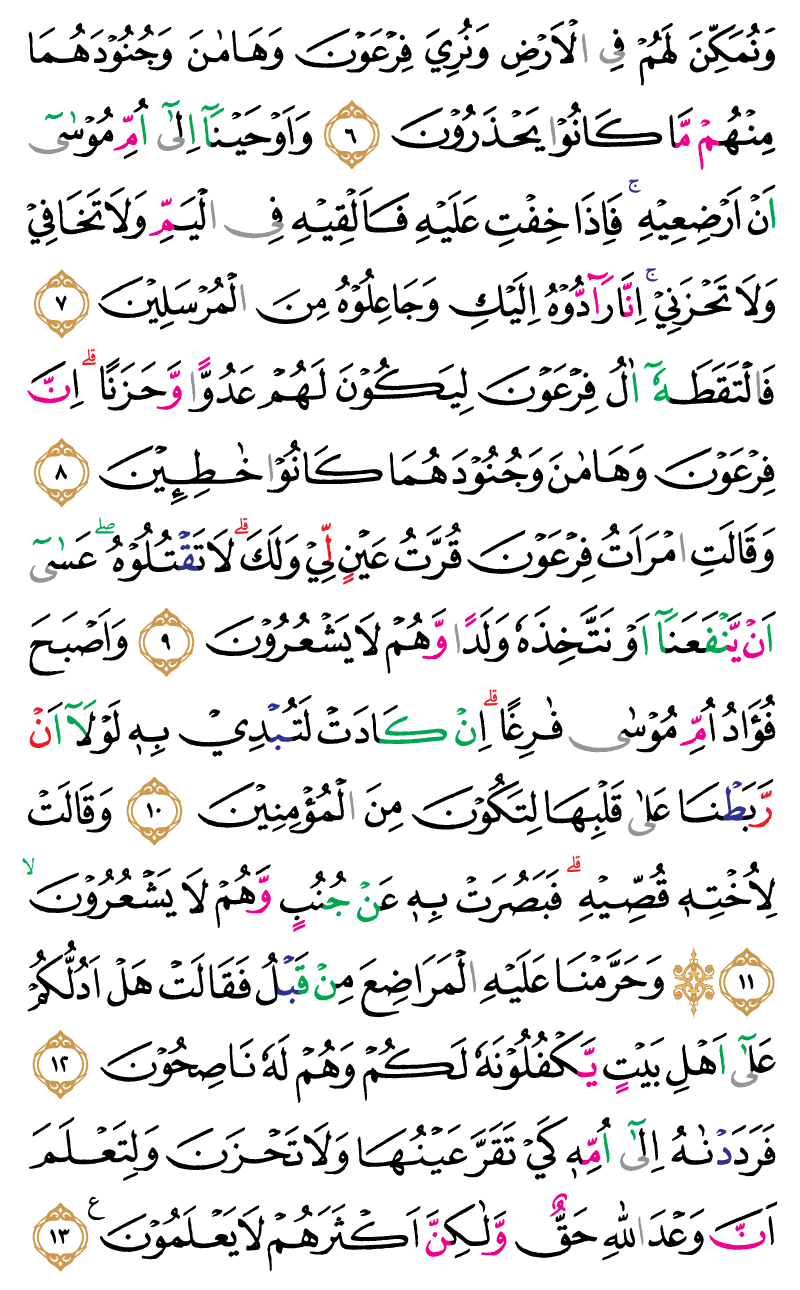 وَنُمَكِّنَ لَهُمْ فِى الْاَرْضِ وَنُرِيَ فِرْعَوْنَ وَهَامٰنَ وَجُنُوْدَهُمَا
مِنْهُمْ مَّا كَانُوْا يَحْذَرُوْنَ ٦ وَاَوْحَيْنَآ اِلٰٓى اُمِّ مُوْسٰٓى
اَنْ اَرْضِعِيْهِ ۚ فَاِذَا خِفْتِ عَلَيْهِ فَاَلْقِيْهِ فِى الْيَمِّ وَلَا تَخَافِيْ
وَلَا تَحْزَنِيْ ۚ اِنَّا رَآدُّوْهُ اِلَيْكِ وَجَاعِلُوْهُ مِنَ الْمُرْسَلِيْنَ ٧
فَالْتَقَطَهٗٓ اٰلُ فِرْعَوْنَ لِيَكُوْنَ لَهُمْ عَدُوًّا وَّحَزَنًا ۗ اِنَّ
فِرْعَوْنَ وَهَامٰنَ وَجُنُوْدَهُمَا كَانُوْا خٰطِـِٕيْنَ ٨
وَقَالَتِ امْرَاَتُ فِرْعَوْنَ قُرَّتُ عَيْنٍ لِّيْ وَلَكَ ۗ لَا تَقْتُلُوْهُ ۖ عَسٰٓى
اَنْ يَّنْفَعَنَآ اَوْ نَتَّخِذَهٗ وَلَدًا وَّهُمْ لَا يَشْعُرُوْنَ ٩ وَاَصْبَحَ
فُؤَادُ اُمِّ مُوْسٰى فٰرِغًا ۗ اِنْ كَادَتْ لَتُبْدِيْ بِهٖ لَوْلَآ اَنْ
رَّبَطْنَا عَلٰى قَلْبِهَا لِتَكُوْنَ مِنَ الْمُؤْمِنِيْنَ ١٠ وَقَالَتْ
لِاُخْتِهٖ قُصِّيْهِ ۗ فَبَصُرَتْ بِهٖ عَنْ جُنُبٍ وَّهُمْ لَا يَشْعُرُوْنَ ۙ
١١ ۞ وَحَرَّمْنَا عَلَيْهِ الْمَرَاضِعَ مِنْ قَبْلُ فَقَالَتْ هَلْ اَدُلُّكُمْ
عَلٰٓى اَهْلِ بَيْتٍ يَّكْفُلُوْنَهٗ لَكُمْ وَهُمْ لَهٗ نَاصِحُوْنَ ١٢
فَرَدَدْنٰهُ اِلٰٓى اُمِّهٖ كَيْ تَقَرَّ عَيْنُهَا وَلَا تَحْزَنَ وَلِتَعْلَمَ
اَنَّ وَعْدَ اللّٰهِ حَقٌّ وَّلٰكِنَّ اَكْثَرَهُمْ لَا يَعْلَمُوْنَ ࣖ ١٣